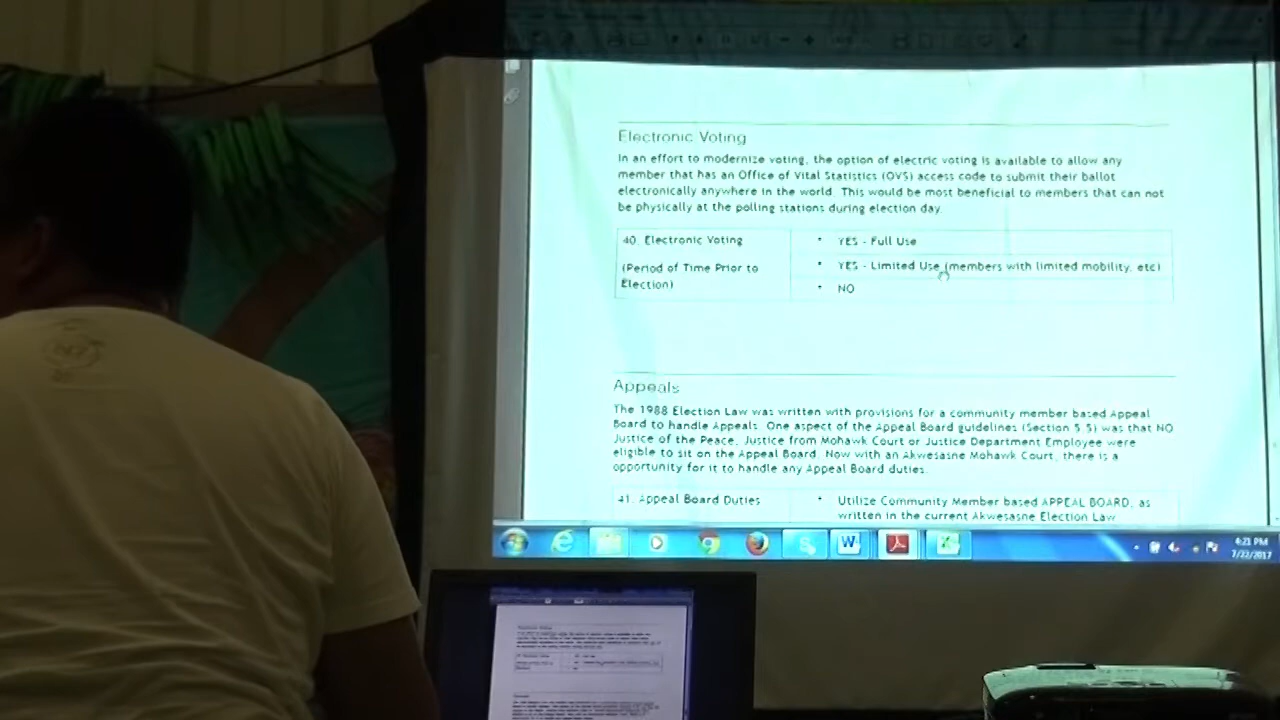 Electronic Voting
In an effort to modernize voting, the option of electric voting is available to allow any
member that has an Office of Vital Statistics (OVS) access code to submit their ballot
electronically anywhere in the world. This would be most beneficial to members that can not
be physically at the polling stations during election day.
40. Electronic Voting
(Period of Time Prior to
Election)
• YES - Full Use
• YES - Limited Use (members with limited mobility, etc)
• NO
Appeals
The 1988 Election Law was written with provisions for a community member based Appeal
Board to handle Appeals. One aspect of the Appeal Board guidelines (Section 5.5) was that NO
Justice of the Peace, Justice from Mohawk Court or Justice Department Employee were
eligible to sit on the Appeal Board. Now with an Akwesasne Mohawk Court, there is a
opportunity for it to handle any Appeal Board duties.
41. Appeal Board Duties
• Utilize Community Member based APPEAL BOARD, as
written in the current Akwesasne Election Law
4:21 PM
7/23/2017